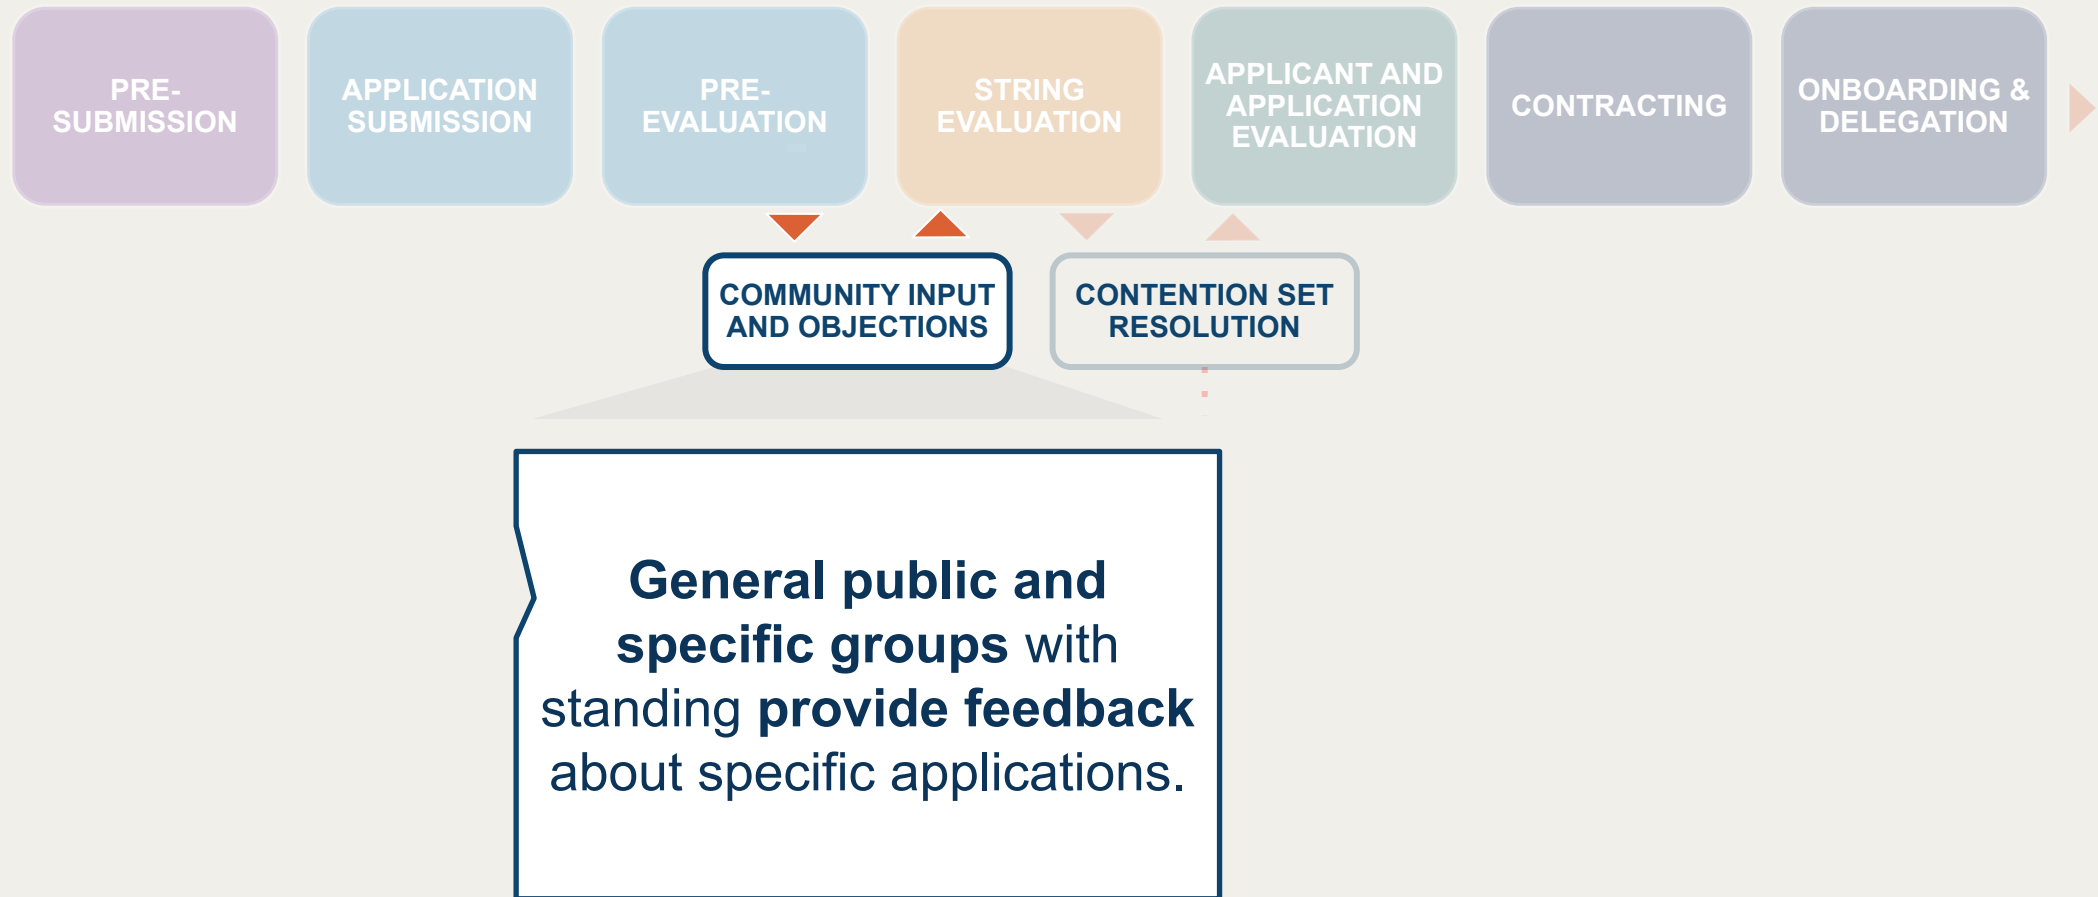 PRE-
SUBMISSION
APPLICATION
SUBMISSION
PRE-
EVALUATION
STRING
EVALUATION
APPLICANT AND
APPLICATION
EVALUATION
CONTRACTING
ONBOARDING &
DELEGATION
COMMUNITY INPUT
AND OBJECTIONS
CONTENTION SET
RESOLUTION
General public and
specific groups with
standing provide feedback
about specific applications.